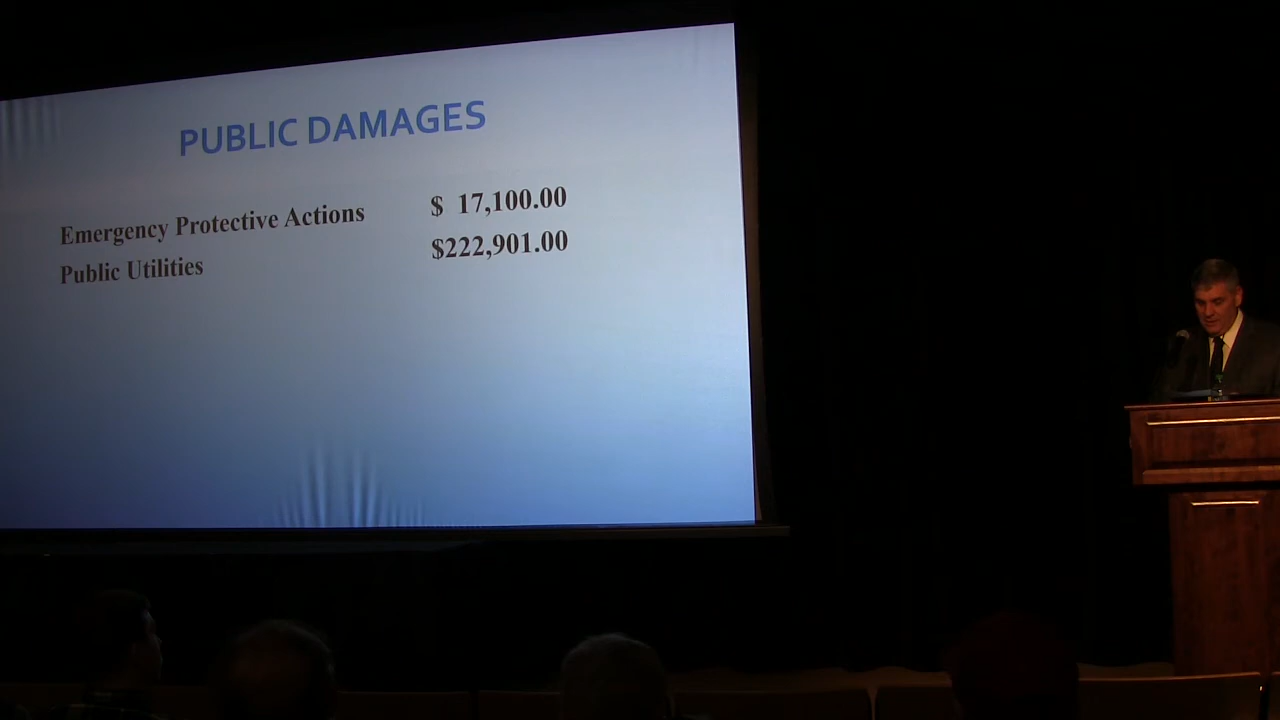 PUBLIC DAMAGES
Emergency Protective Actions $ 17,100.00
Public Utilities $222,901.00